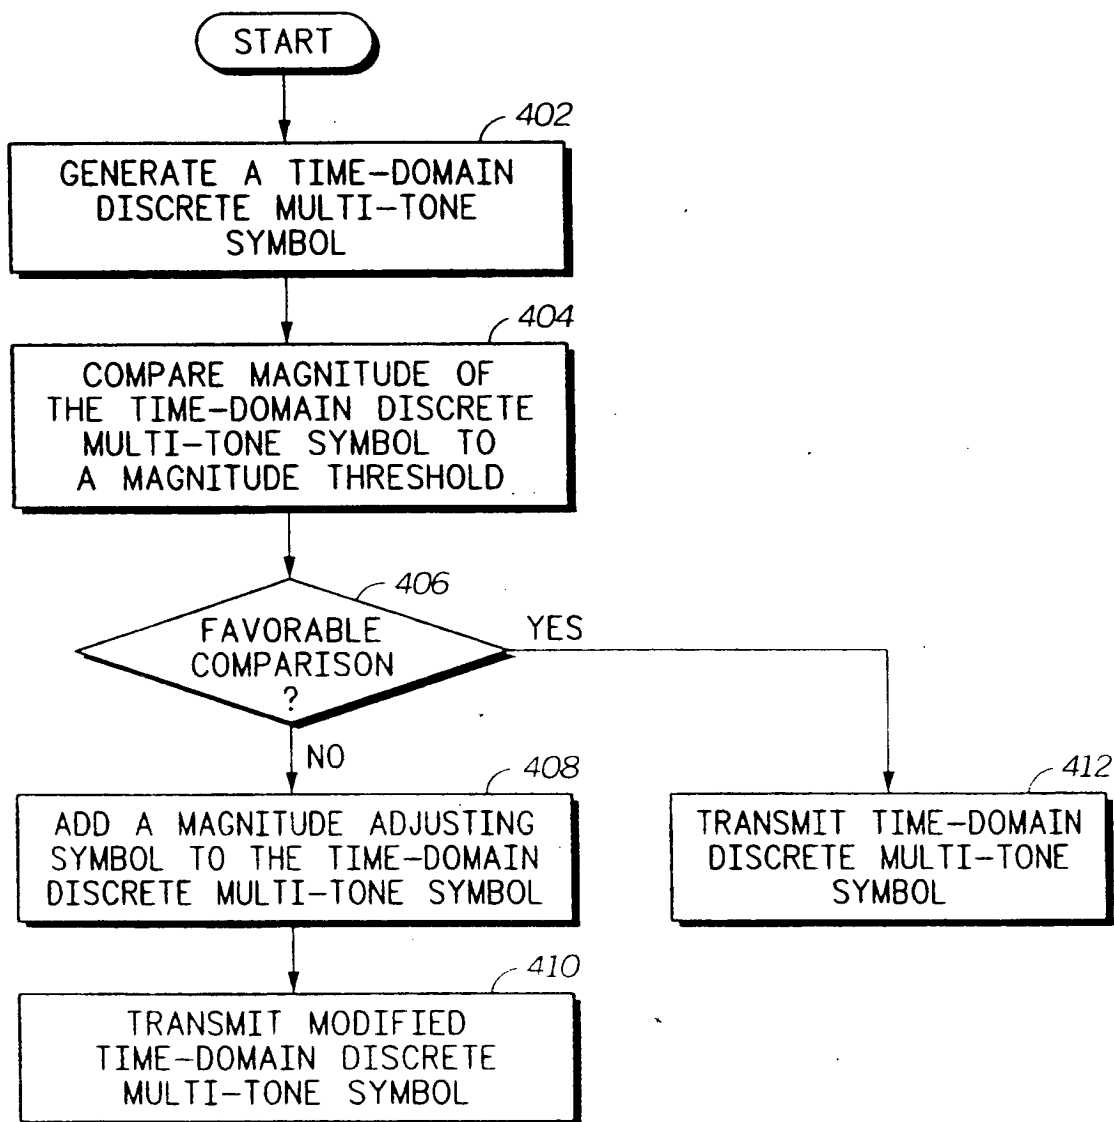 START
402
GENERATE A TIME-DOMAIN
DISCRETE MULTI-TONE
SYMBOL
404
COMPARE MAGNITUDE OF
THE TIME-DOMAIN DISCRETE
MULTI-TONE SYMBOL TO
A MAGNITUDE THRESHOLD
406
FAVORABLE
COMPARISON
?
YES
NO
408
ADD A MAGNITUDE ADJUSTING
SYMBOL TO THE TIME-DOMAIN
DISCRETE MULTI-TONE SYMBOL
412
TRANSMIT TIME-DOMAIN
DISCRETE MULTI-TONE
SYMBOL
410
TRANSMIT MODIFIED
TIME-DOMAIN DISCRETE
MULTI-TONE SYMBOL